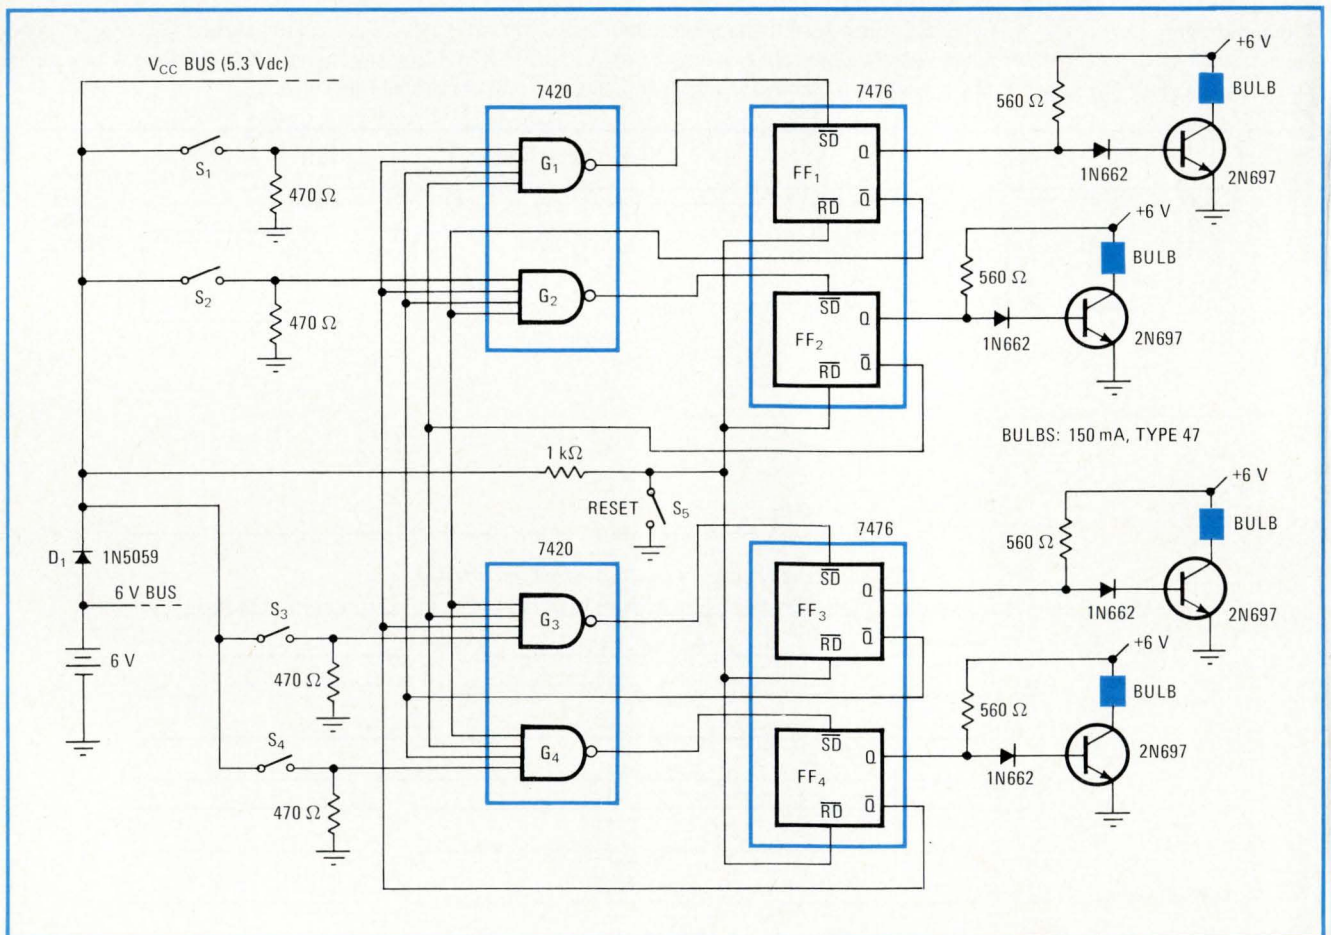 V_CC BUS (5.3 Vdc)
S1
470 Ω
S2
470 Ω
7420
G1
G2
7476
SD
Q
FF1
RD
Q̄
SD
Q
FF2
RD
Q̄
560 Ω
1N662
+6 V
BULB
2N697
560 Ω
1N662
+6 V
BULB
2N697
BULBS: 150 mA, TYPE 47
1 kΩ
RESET
S5
D1
1N5059
6 V BUS
6 V
S3
470 Ω
S4
470 Ω
7420
G3
G4
7476
SD
Q
FF3
RD
Q̄
SD
Q
FF4
RD
Q̄
560 Ω
1N662
+6 V
BULB
2N697
560 Ω
1N662
+6 V
BULB
2N697